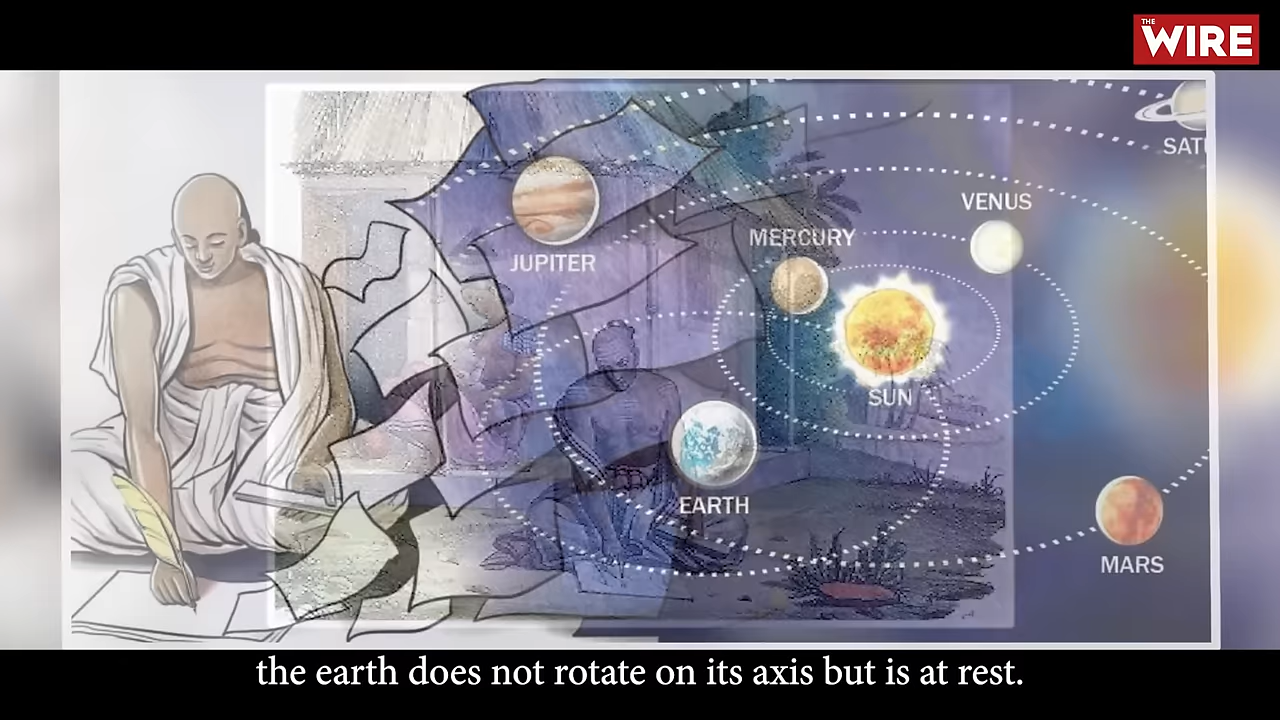 THE
WIRE
SATU
VENUS
MERCURY
JUPITER
SUN
EARTH
MARS
the earth does not rotate on its axis but is at rest.